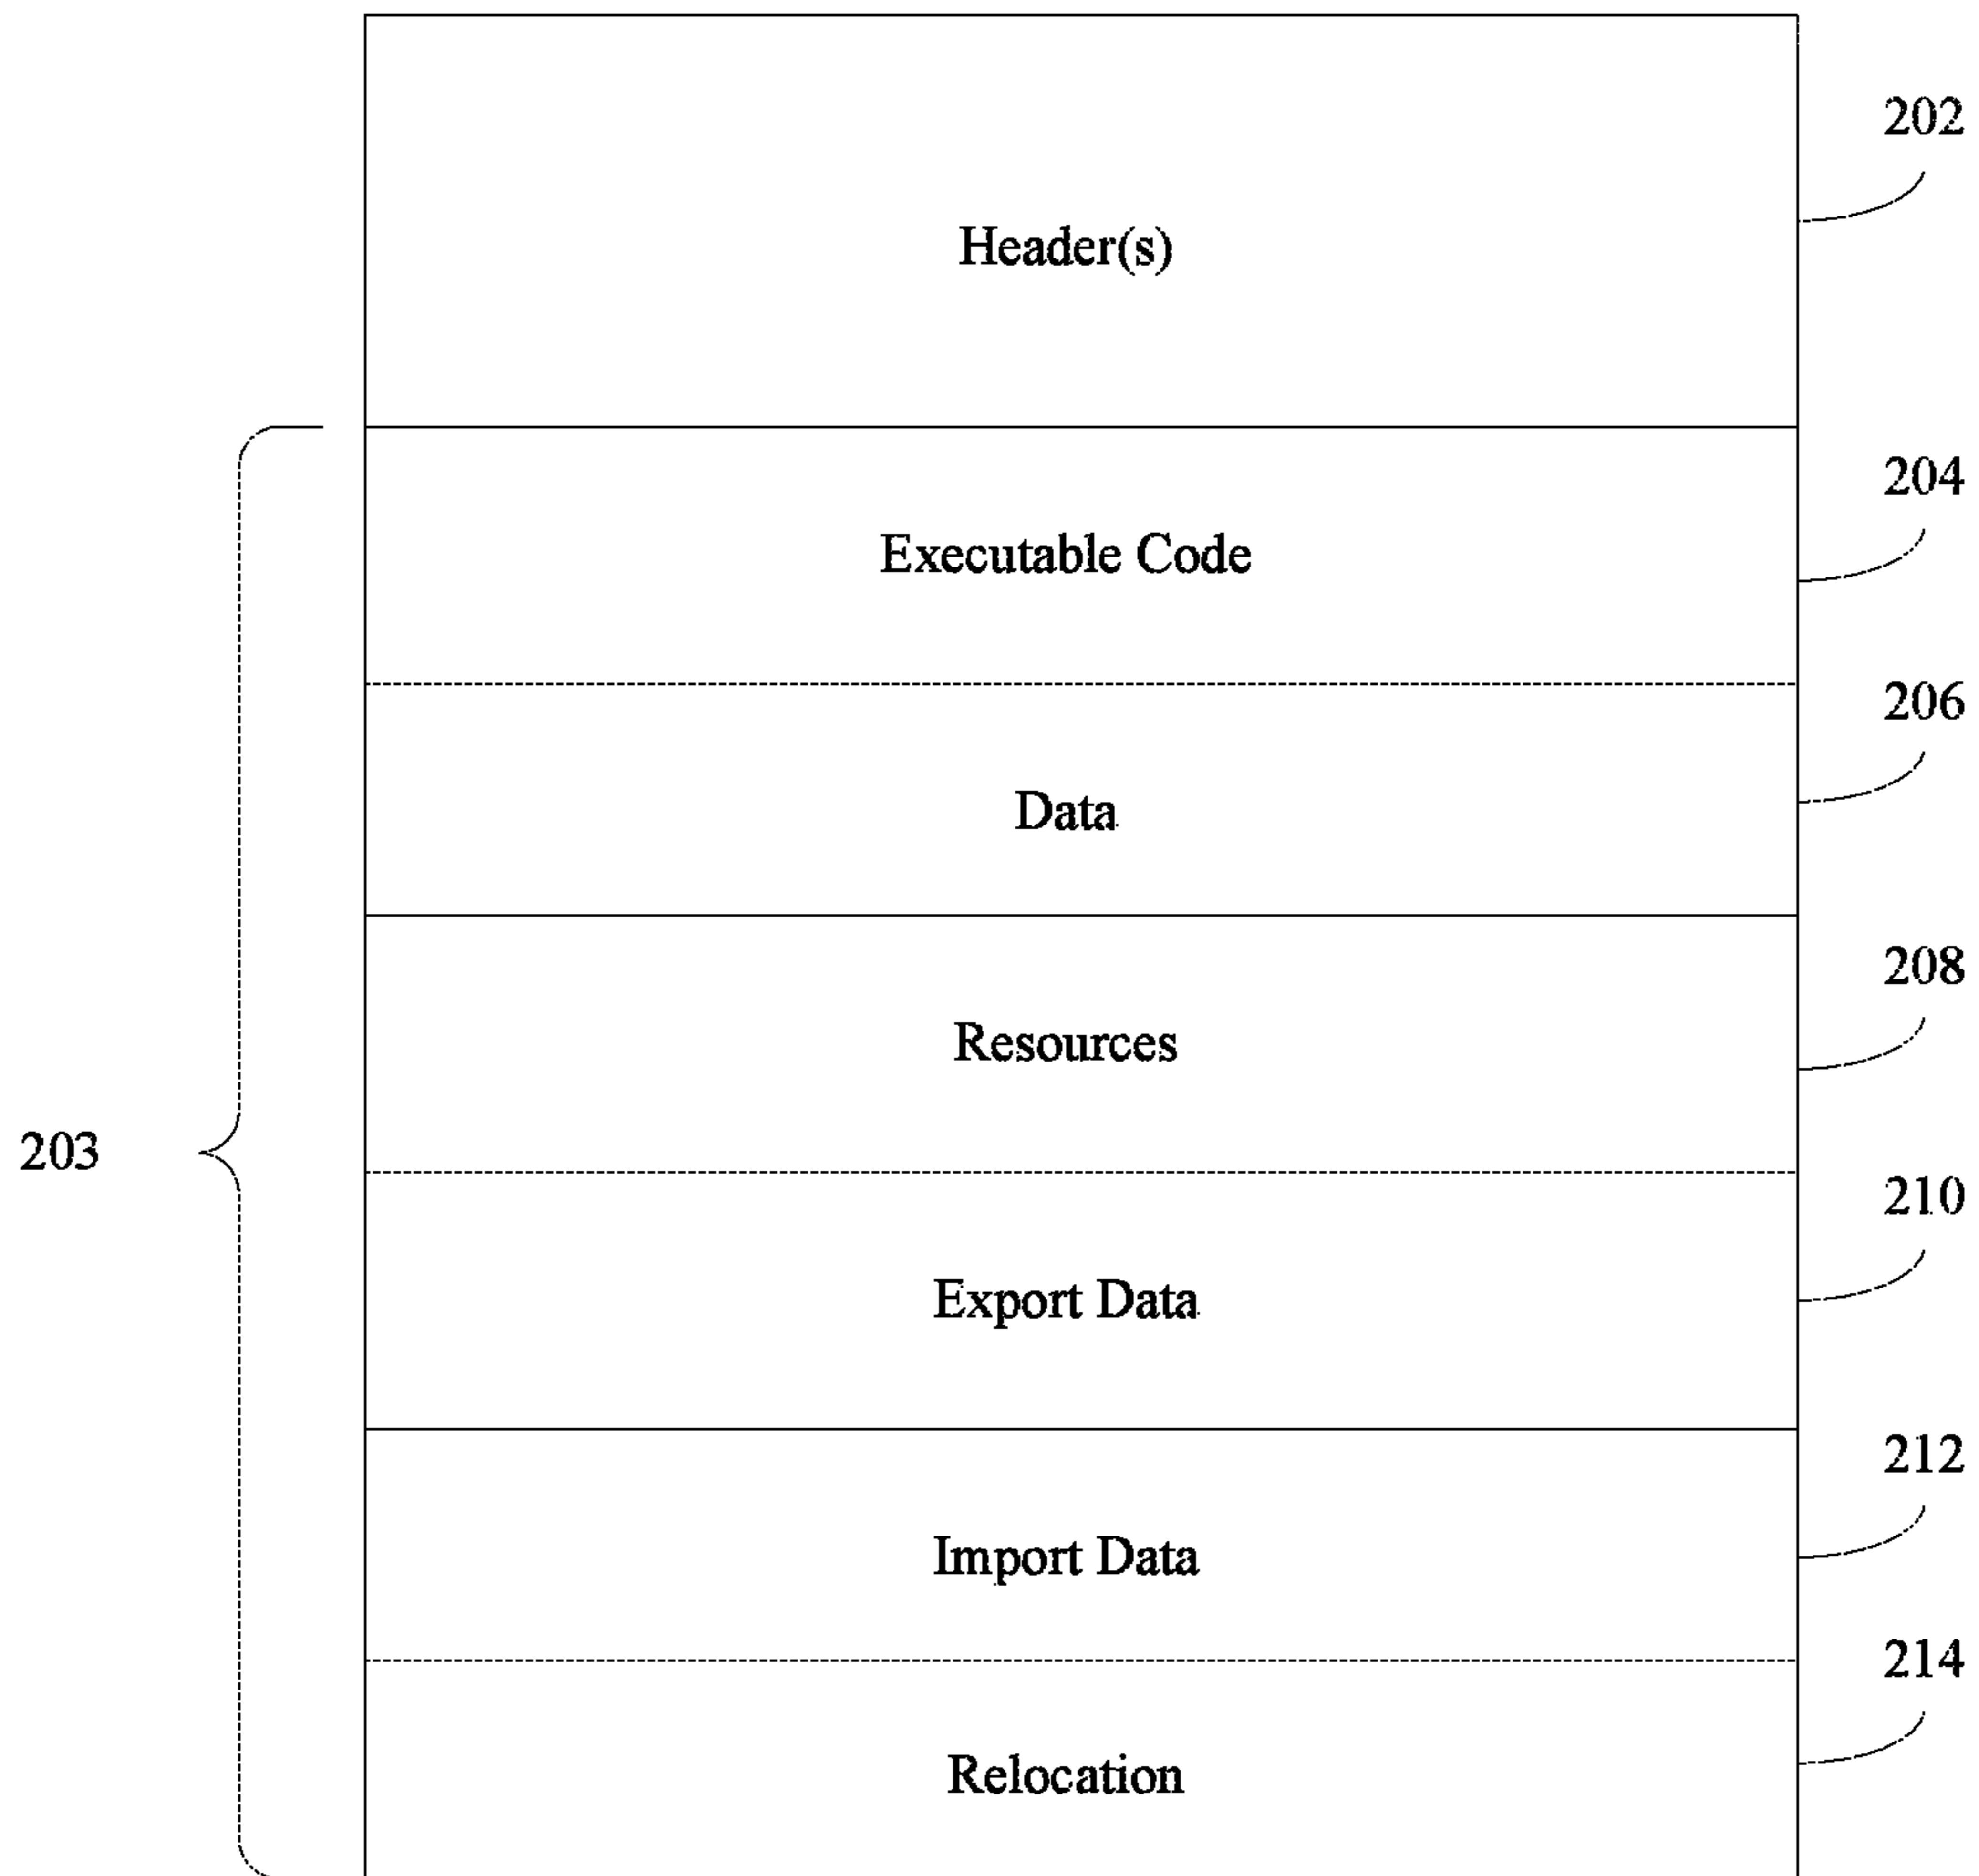 202
Header(s)
204
Executable Code
206
Data
208
Resources
203
210
Export Data
212
Import Data
214
Relocation